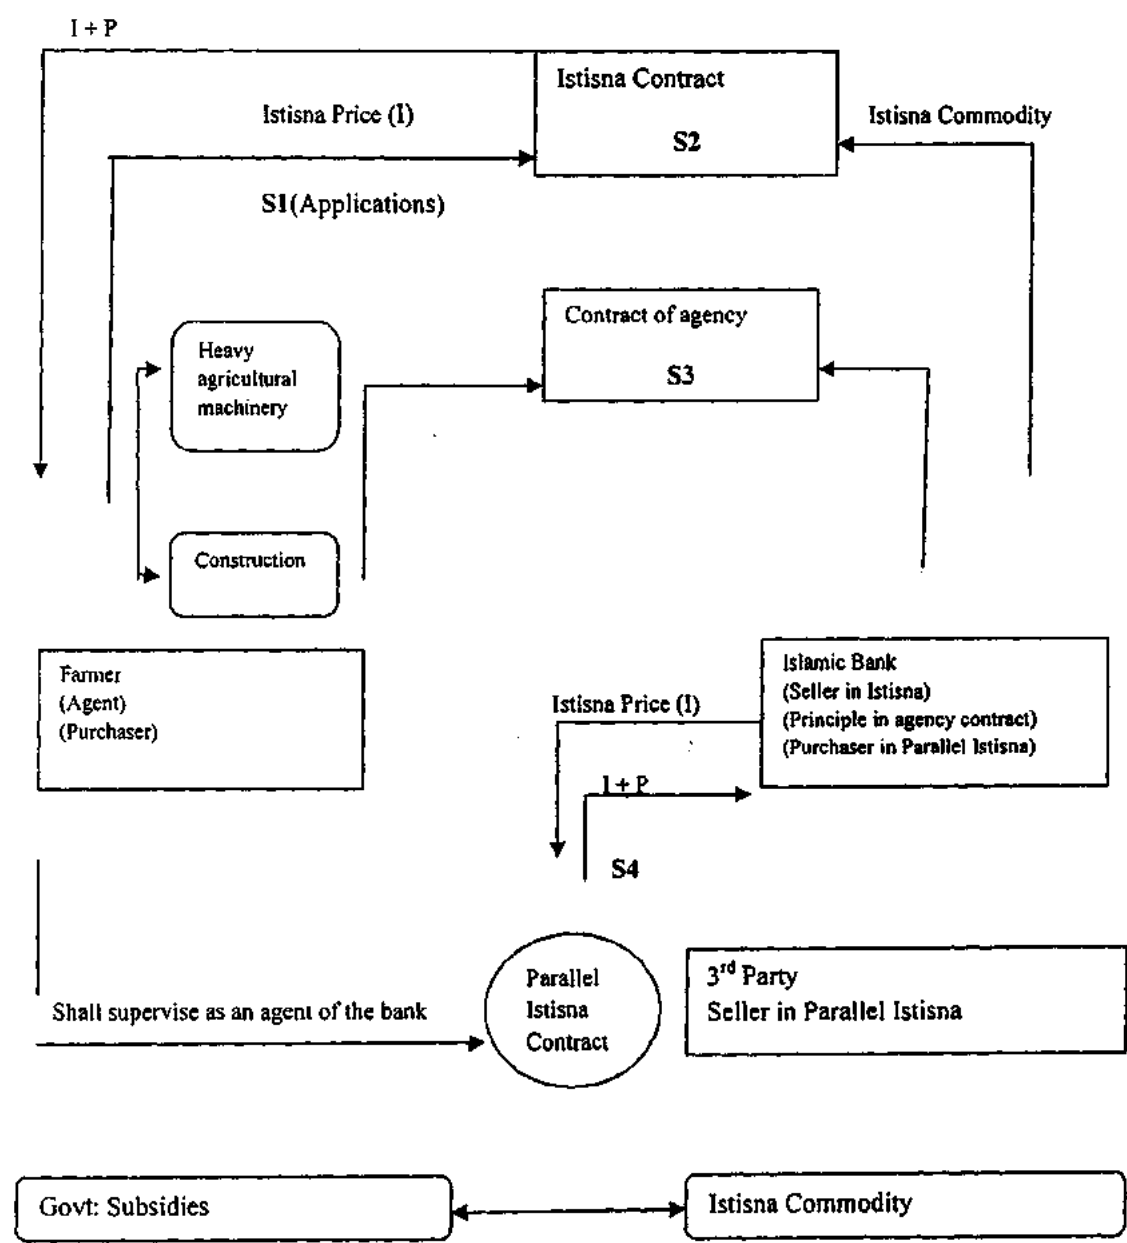 I + P
Istisna Contract
Istisna Price (I)
Istisna Commodity
S2
S1(Applications)
Contract of agency
S3
Heavy
agricultural
machinery
Construction
Farmer
(Agent)
(Purchaser)
Islamic Bank
(Seller in Istisna)
(Principle in agency contract)
(Purchaser in Parallel Istisna)
Istisna Price (I)
I + P
S4
Parallel
Istisna
Contract
3rd Party
Seller in Parallel Istisna
Shall supervise as an agent of the bank
Govt: Subsidies
Istisna Commodity